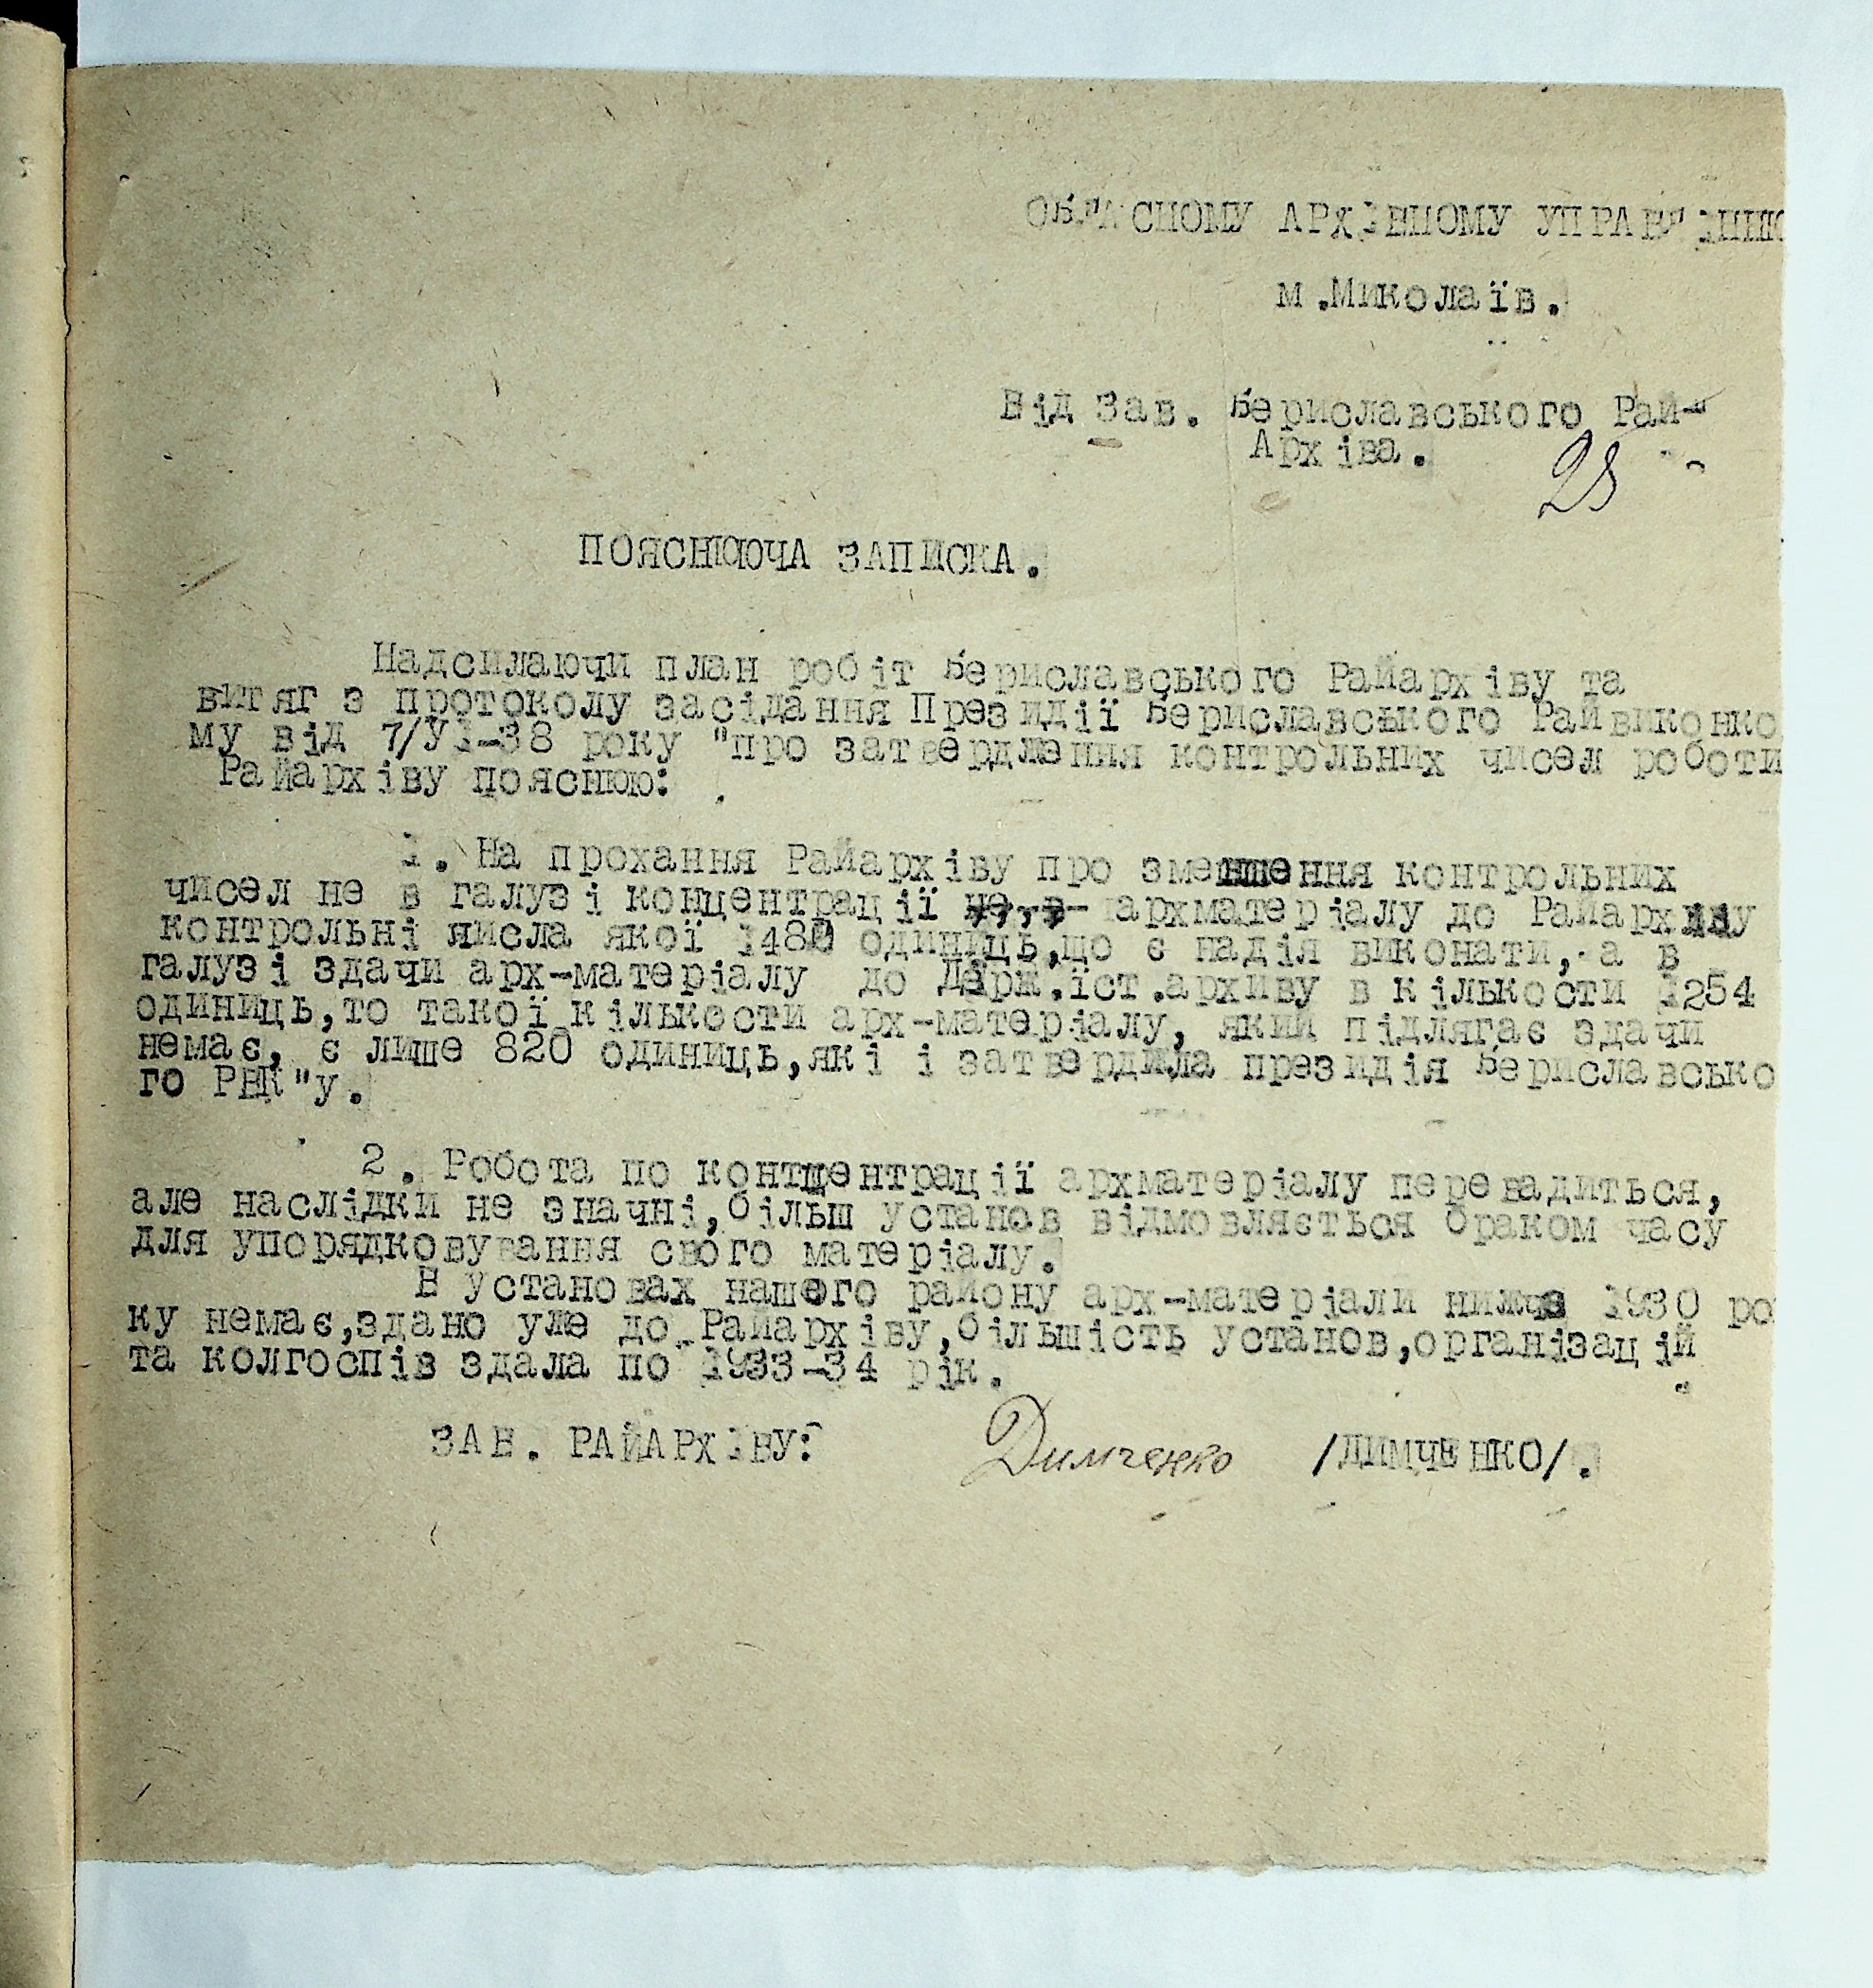 ОБЛАСНОМУ АРХІВНОМУ УПРАВЛІННЮ
м.Миколаїв.
Від Зав. Бериславського Рай-
Архіва.
28
ПОЯСНЮЮЧА ЗАПИСКА.
Надсилаючи план робіт Бериславського Райархіву та
витяг з протоколу засідання Президії Бериславського Райвиконко
му від 7/УІ-38 року "про затвердження контрольних чисел роботи
Райархіву пояснюю:
1. На прохання Райархіву про зменшення контрольних
чисел не в галузі концентрації архматеріалу до Райархіву
контрольні числа якої 1480 одиниць,що є надія виконати, а в
галузі здачи арх-матеріалу до Держ.іст.архиву в кількости 1254
одиниць,то такої кількости арх-матеріалу, який підлягає здачи
немає, є лише 820 одиниць,які і затвердила президія Бериславсько
го РВК"у.
2. Робота по контцентрації архматеріалу перевадиться,
але наслідки не значні,більш установ відмовляється браком часу
для упорядковування свого матеріалу.
В установах нашого району арх-матеріали нижче 1930 ро
ку немає,здано уже до Райархіву,більшість установ,організацій
та колгоспів здала по 1933-34 рік.
ЗАВ. РАЙАРХІВУ: Димченко /ДИМЧЕНКО/.